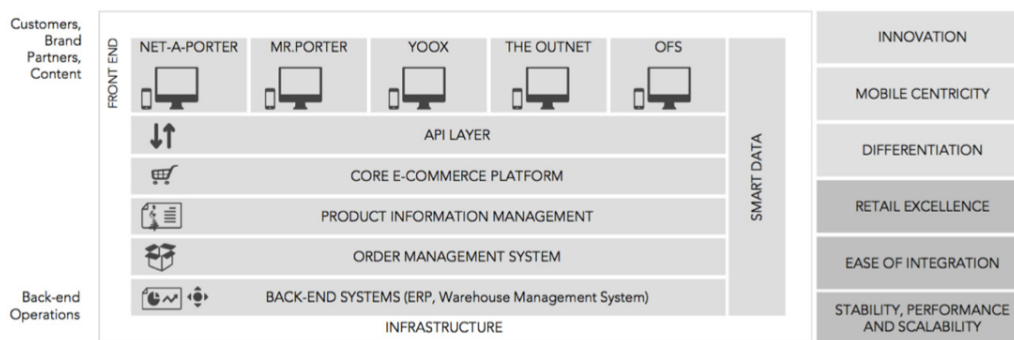 Customers,
Brand
Partners,
Content
FRONT END
NET-A-PORTER
MR.PORTER
YOOX
THE OUTNET
OFS
API LAYER
CORE E-COMMERCE PLATFORM
PRODUCT INFORMATION MANAGEMENT
ORDER MANAGEMENT SYSTEM
BACK-END SYSTEMS (ERP, Warehouse Management System)
SMART DATA
Back-end
Operations
INFRASTRUCTURE
INNOVATION
MOBILE CENTRICITY
DIFFERENTIATION
RETAIL EXCELLENCE
EASE OF INTEGRATION
STABILITY, PERFORMANCE
AND SCALABILITY